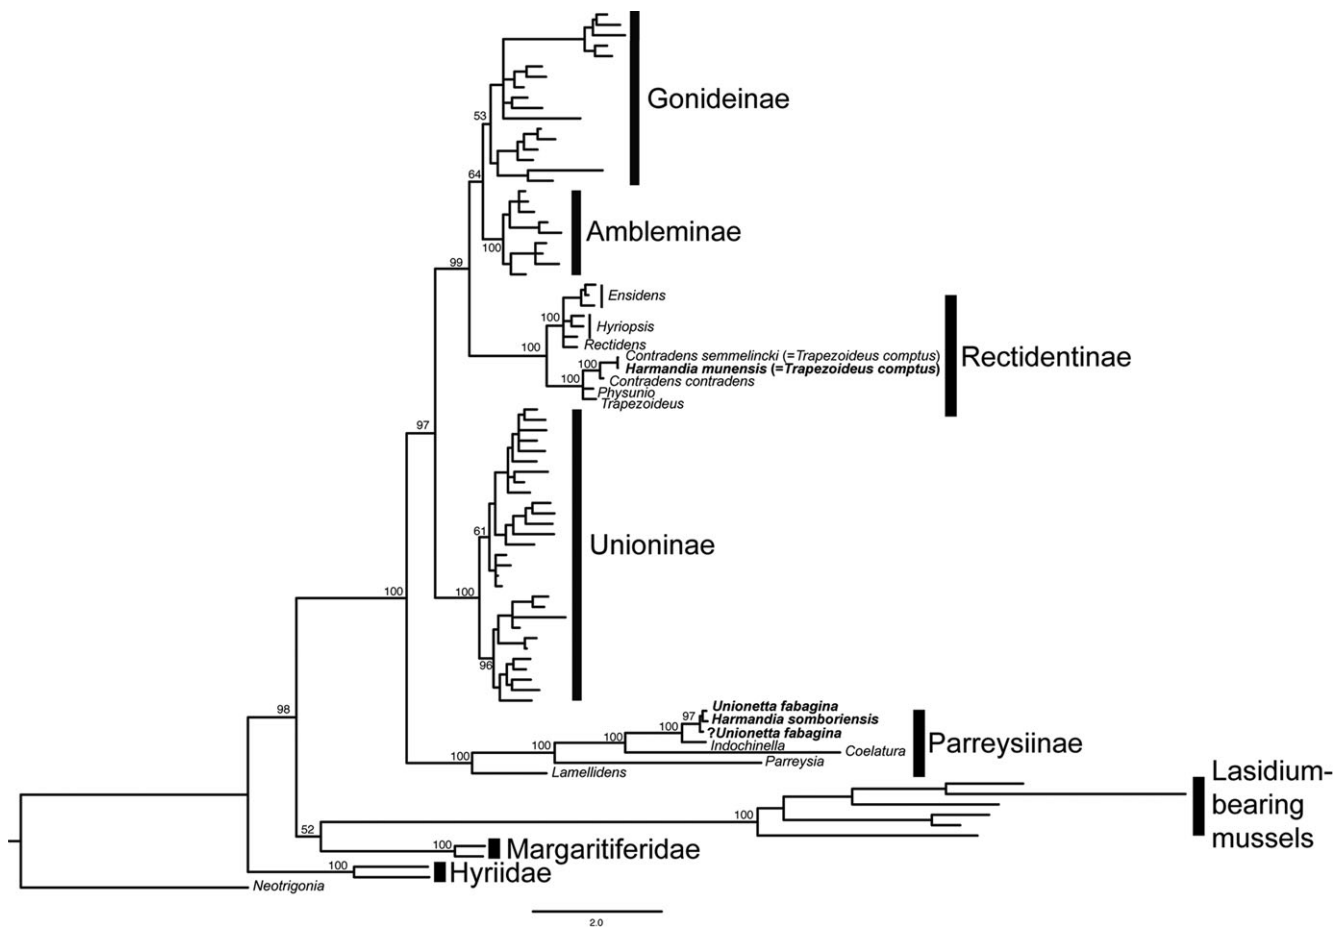 Gonideinae
53
64
Ambleminae
100
99
Ensidens
100
Hyriopsis
Rectidens
100
Contradens semmelincki (=Trapezoideus comptus)
Rectidentinae
100
Harmandia munensis (=Trapezoideus comptus)
100
Contradens contradens
Physunio
Trapezoideus
97
61
Unioninae
100
100
96
Unionetta fabagina
98
97
Harmandia somboriensis
100
?Unionetta fabagina
100
Indochinella
Parreysiinae
100
Coelatura
100
Parreysia
Lamellidens
Lasidium-
bearing
mussels
100
52
100
Margaritiferidae
100
Hyriidae
Neotrigonia
2.0